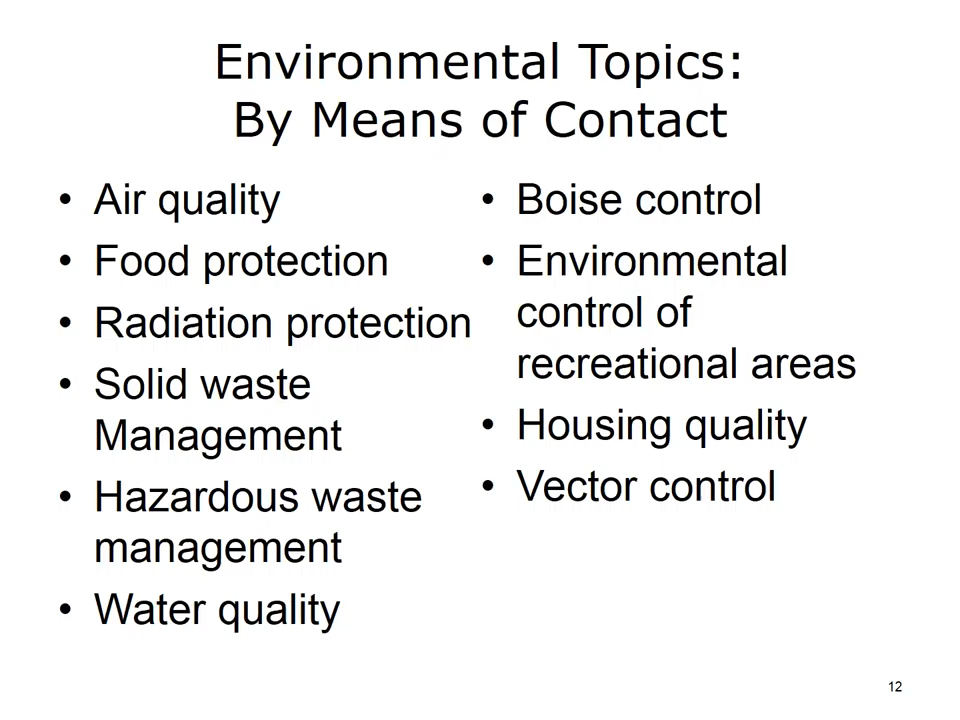 Environmental Topics:
By Means of Contact
• Air quality
• Food protection
• Radiation protection
• Solid waste
Management
• Hazardous waste
management
• Water quality
• Boise control
• Environmental
control of
recreational areas
• Housing quality
• Vector control
12